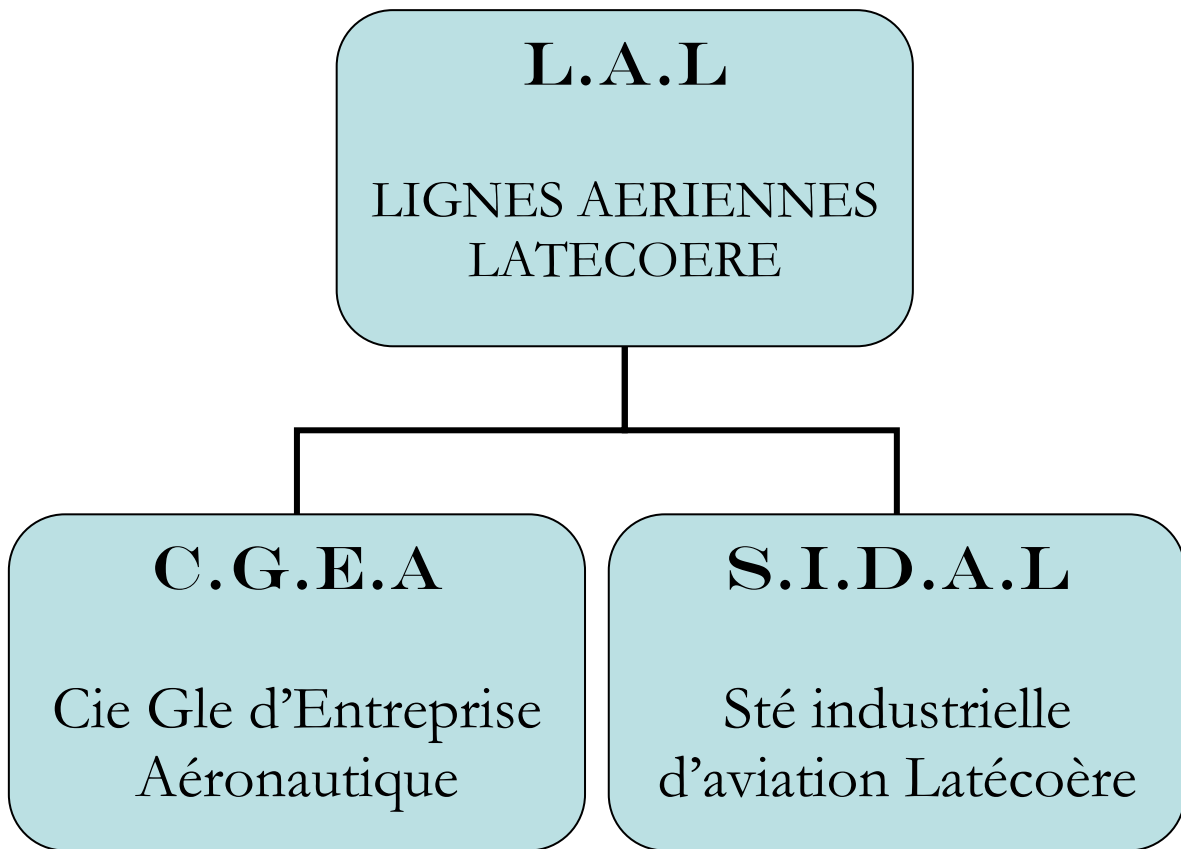 L.A.L
LIGNES AERIENNES
LATECOERE
C.G.E.A
Cie Gle d’Entreprise
Aéronautique
S.I.D.A.L
Sté industrielle
d’aviation Latécoère